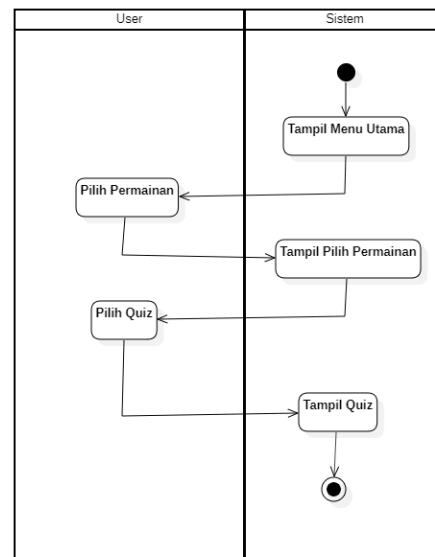 User
Sistem
Tampil Menu Utama
Pilih Permainan
Tampil Pilih Permainan
Pilih Quiz
Tampil Quiz